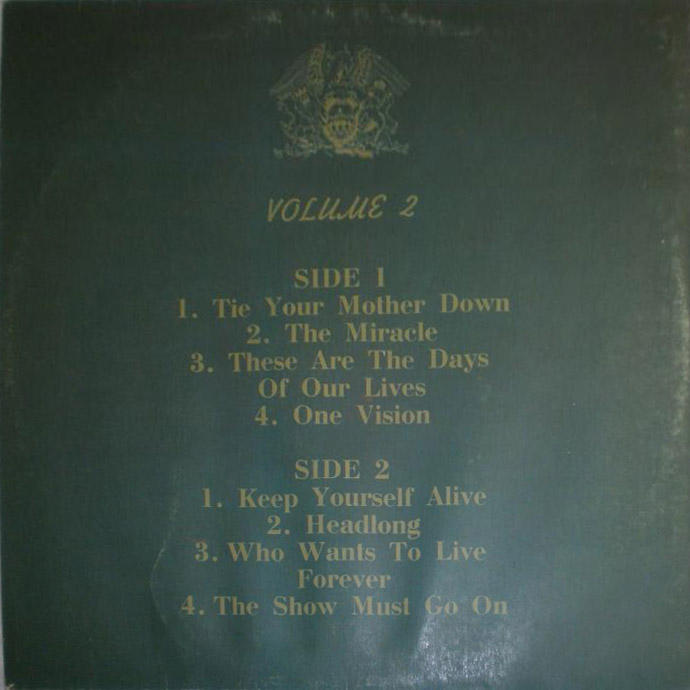 VOLUME 2
SIDE 1
1. Tie Your Mother Down
2. The Miracle
3. These Are The Days
Of Our Lives
4. One Vision
SIDE 2
1. Keep Yourself Alive
2. Headlong
3. Who Wants To Live
Forever
4. The Show Must Go On